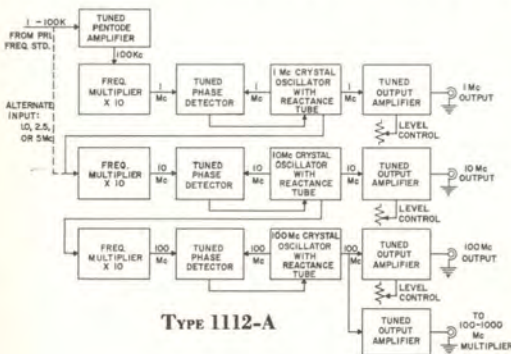 1 – 100KC
FROM PRI.
FREQ. STD.
TUNED
PENTODE
AMPLIFIER
100KC
ALTERNATE
INPUT:
1.0, 2.5,
OR 5MC
FREQ.
MULTIPLIER
X 10
1
MC
TUNED
PHASE
DETECTOR
1
MC
1 MC CRYSTAL
OSCILLATOR
WITH
REACTANCE
TUBE
1
MC
TUNED
OUTPUT
AMPLIFIER
1 MC
OUTPUT
LEVEL
CONTROL
FREQ.
MULTIPLIER
X 10
10
MC
TUNED
PHASE
DETECTOR
10
MC
10MC CRYSTAL
OSCILLATOR
WITH
REACTANCE
TUBE
10
MC
TUNED
OUTPUT
AMPLIFIER
10 MC
OUTPUT
LEVEL
CONTROL
FREQ.
MULTIPLIER
X 10
100
MC
TUNED
PHASE
DETECTOR
100
MC
100MC CRYSTAL
OSCILLATOR
WITH
REACTANCE
TUBE
100
MC
TUNED
OUTPUT
AMPLIFIER
100 MC
OUTPUT
LEVEL
CONTROL
TYPE 1112-A
TUNED
OUTPUT
AMPLIFIER
TO
100-1000
MC
MULTIPLIER